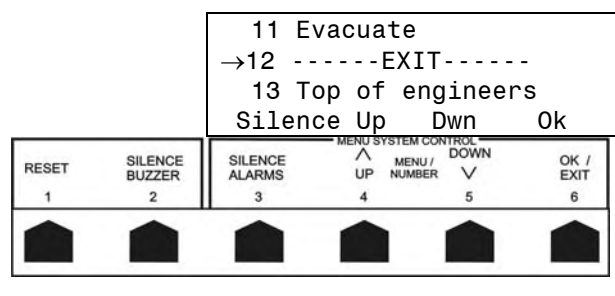 11 Evacuate
→12 ------EXIT------
13 Top of engineers
Silence Up Dwn Ok
MENU SYSTEM CONTROL
RESET
1
SILENCE
BUZZER
2
SILENCE
ALARMS
3
UP
4
MENU /
NUMBER
DOWN
5
OK /
EXIT
6